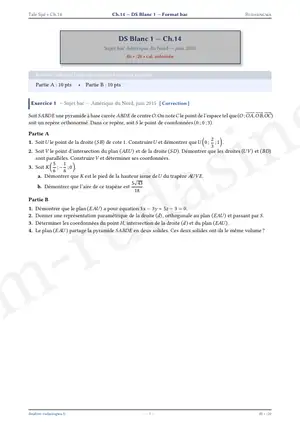 Tale Spé • Ch.14
Ch.14 — DS Blanc 1 — Format bac
DS Blanc 1 — Ch.14
Sujet bac Amérique du Nord — juin 2015
Partie A : 10 pts • Partie B : 10 pts
Exercice 1 — Sujet bac — Amérique du Nord, juin 2015 [Correction]
Soit SABDE une pyramide à base carrée ABDE de centre O. On note C le point de l'espace tel que (O ; OA, OB, OC)
soit un repère orthonormé. Dans ce repère, soit S le point de coordonnées (0 ; 0 ; 3).
Partie A
1. Soit U le point de la droite (SB) de cote 1. Construire U et démontrer que U(0 ; 2/3 ; 1).
2. Soit V le point d'intersection du plan (AEU) et de la droite (SD). Démontrer que les droites (UV) et (BD)
sont parallèles. Construire V et déterminer ses coordonnées.
3. Soit K(5/6 ; −1/6 ; 0).
a. Démontrer que K est le pied de la hauteur issue de U du trapèze AUVE.
b. Démontrer que l'aire de ce trapèze est 5√43/18.
Partie B
1. Démontrer que le plan (EAU) a pour équation 3x − 3y + 5z − 3 = 0.
2. Donner une représentation paramétrique de la droite (d), orthogonale au plan (EAU) et passant par S.
3. Déterminer les coordonnées du point H, intersection de la droite (d) et du plan (EAU).
4. Le plan (EAU) partage la pyramide SABDE en deux solides. Ces deux solides ont-ils le même volume ?
– 1 –